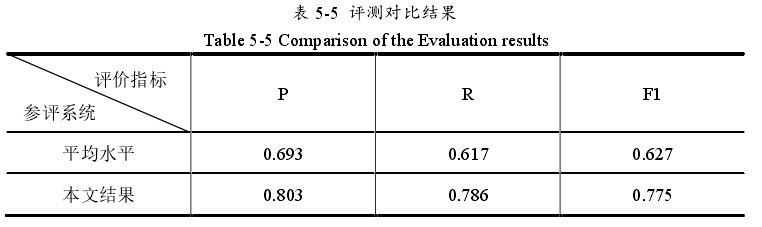 表 5-5 评测对比结果
Table 5-5 Comparison of the Evaluation results
评价指标
参评系统
P R F1
平均水平 0.693 0.617 0.627
本文结果 0.803 0.786 0.775